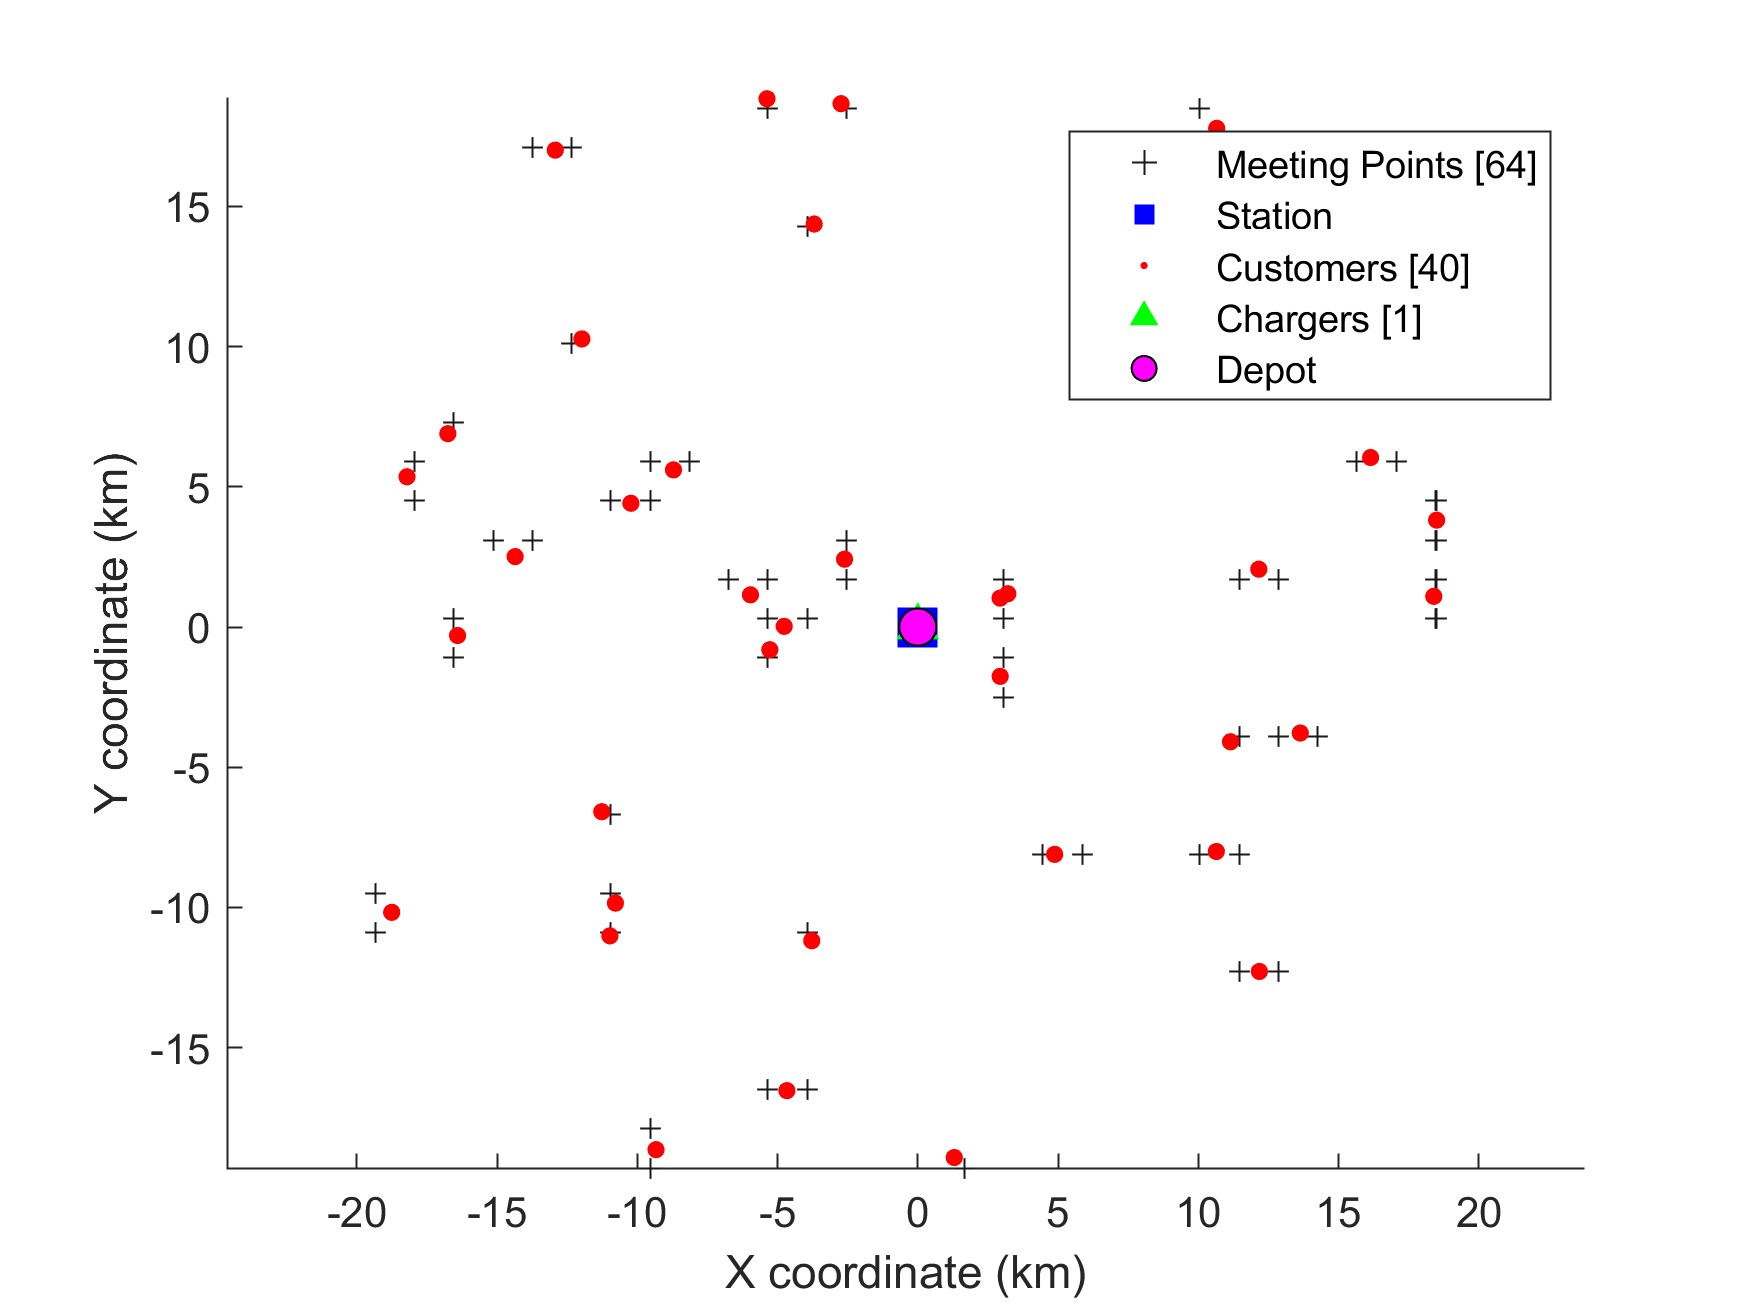 Meeting Points [64]
Station
Customers [40]
Chargers [1]
Depot
15
10
5
0
-5
-10
-15
Y coordinate (km)
-20 -15 -10 -5 0 5 10 15 20
X coordinate (km)